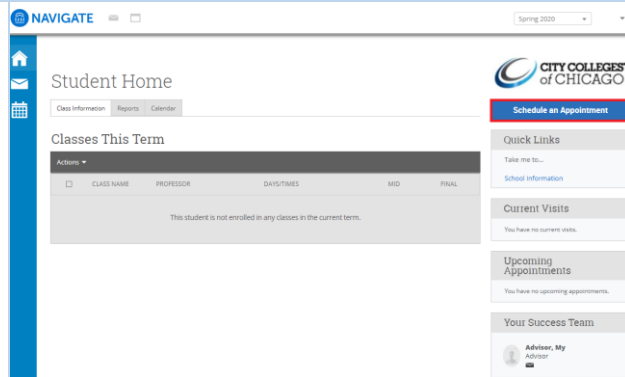 NAVIGATE
Spring 2020
Student Home
Class Information Reports Calendar
Classes This Term
Actions
CLASS NAME PROFESSOR DAYS/TIMES MID FINAL
This student is not enrolled in any classes in the current term.
CITY COLLEGES
of CHICAGO
Schedule an Appointment
Quick Links
Take me to...
School Information
Current Visits
You have no current visits.
Upcoming
Appointments
You have no upcoming appointments.
Your Success Team
Advisor, My
Advisor